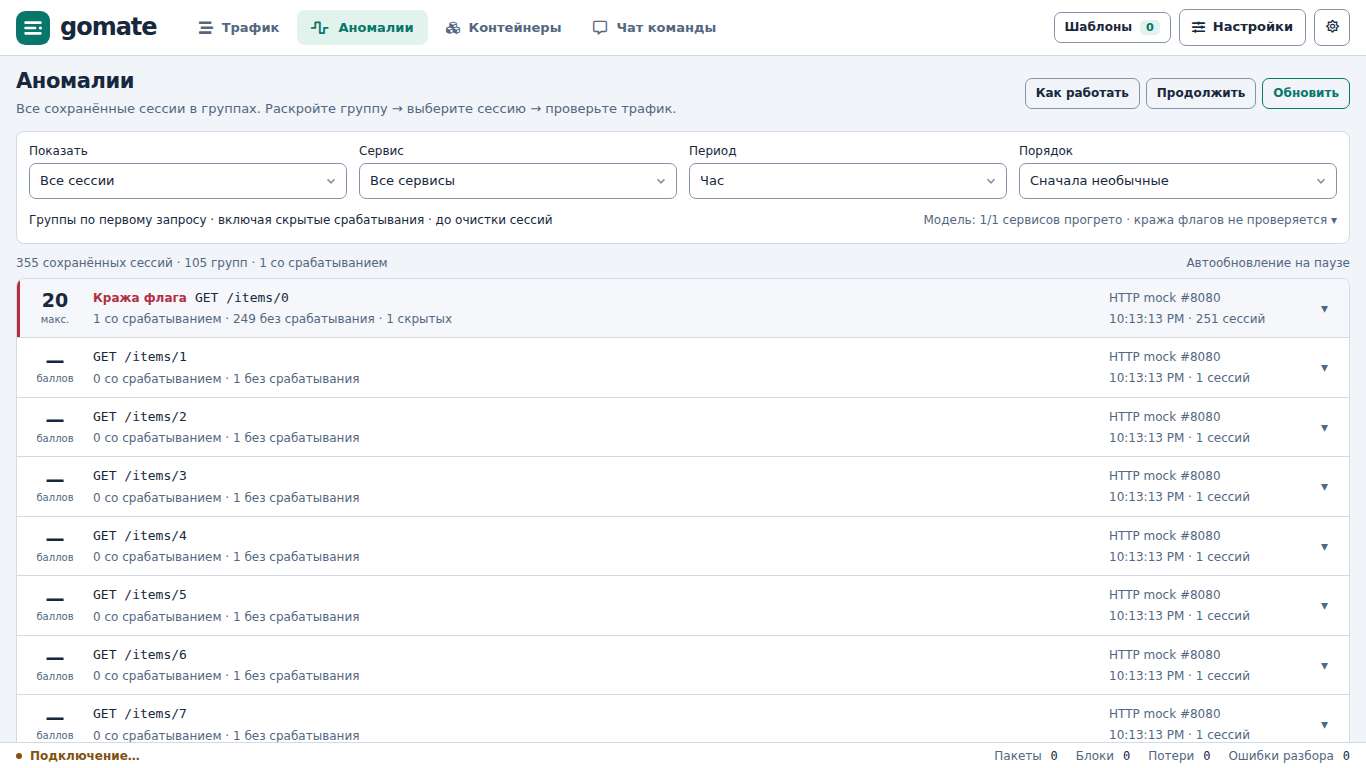 gomate Трафик Аномалии Контейнеры Чат команды Шаблоны 0 Настройки
Аномалии
Все сохранённые сессии в группах. Раскройте группу → выберите сессию → проверьте трафик.
Как работать Продолжить Обновить
Показать Сервис Период Порядок
Все сессии Все сервисы Час Сначала необычные
Группы по первому запросу · включая скрытые срабатывания · до очистки сессий Модель: 1/1 сервисов прогрето · кража флагов не проверяется ▾
355 сохранённых сессий · 105 групп · 1 со срабатыванием Автообновление на паузе
20 Кража флага GET /items/0 HTTP mock #8080
макс. 1 со срабатыванием · 249 без срабатывания · 1 скрытых 10:13:13 PM · 251 сессий ▼
— GET /items/1 HTTP mock #8080
баллов 0 со срабатыванием · 1 без срабатывания 10:13:13 PM · 1 сессий ▼
— GET /items/2 HTTP mock #8080
баллов 0 со срабатыванием · 1 без срабатывания 10:13:13 PM · 1 сессий ▼
— GET /items/3 HTTP mock #8080
баллов 0 со срабатыванием · 1 без срабатывания 10:13:13 PM · 1 сессий ▼
— GET /items/4 HTTP mock #8080
баллов 0 со срабатыванием · 1 без срабатывания 10:13:13 PM · 1 сессий ▼
— GET /items/5 HTTP mock #8080
баллов 0 со срабатыванием · 1 без срабатывания 10:13:13 PM · 1 сессий ▼
— GET /items/6 HTTP mock #8080
баллов 0 со срабатыванием · 1 без срабатывания 10:13:13 PM · 1 сессий ▼
— GET /items/7 HTTP mock #8080
баллов 0 со срабатыванием · 1 без срабатывания 10:13:13 PM · 1 сессий ▼
Подключение… Пакеты 0 Блоки 0 Потери 0 Ошибки разбора 0